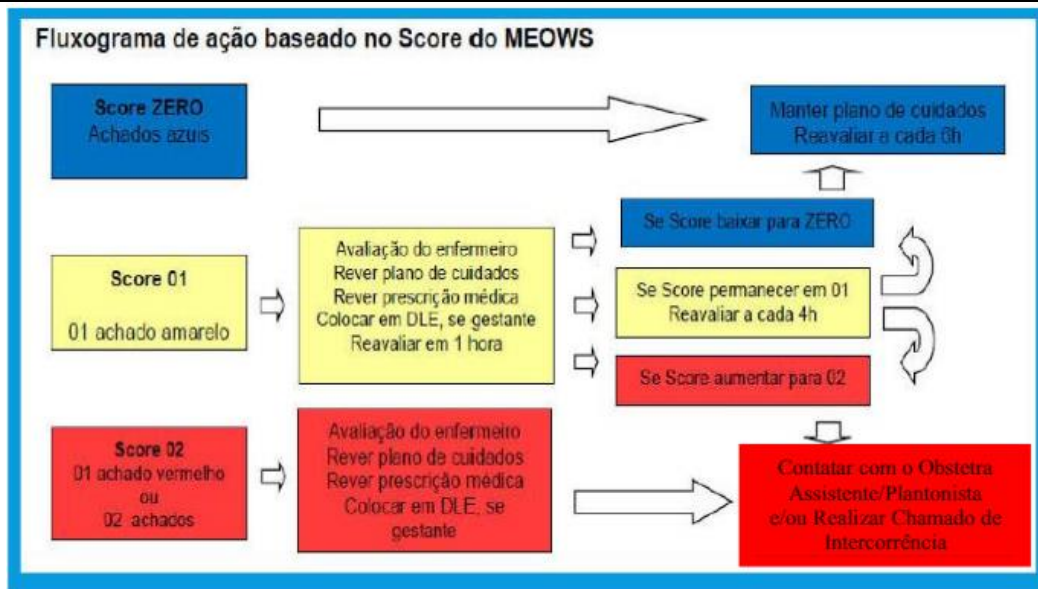 Fluxograma de ação baseado no Score do MEOWS
Score ZERO
Achados azuis
Manter plano de cuidados
Reavaliar a cada 6h
Score 01
01 achado amarelo
Avaliação do enfermeiro
Rever plano de cuidados
Rever prescrição médica
Colocar em DLE, se gestante
Reavaliar em 1 hora
Se Score baixar para ZERO
Se Score permanecer em 01
Reavaliar a cada 4h
Se Score aumentar para 02
Score 02
01 achado vermelho
ou
02 achados
Avaliação do enfermeiro
Rever plano de cuidados
Rever prescrição médica
Colocar em DLE, se
gestante
Contatar com o Obstetra
Assistente/Plantonista
e/ou Realizar Chamado de
Intercorrência